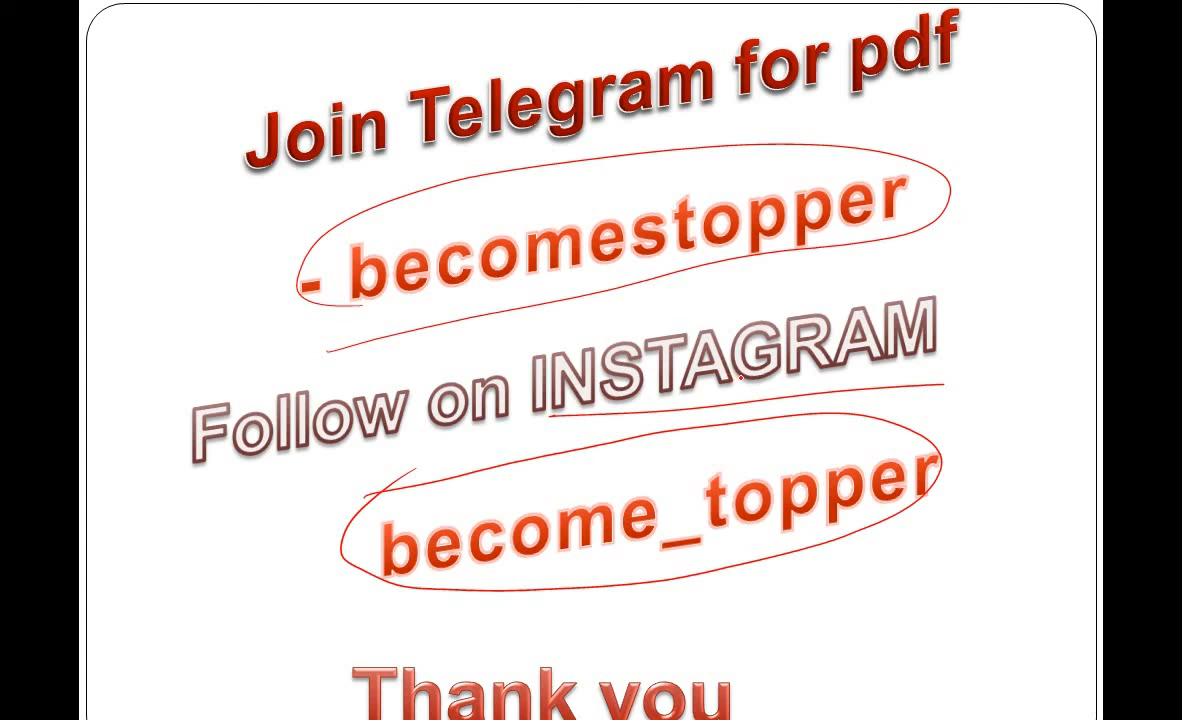 Join Telegram for pdf
- becomestopper
Follow on INSTAGRAM
become_topper
Thank you